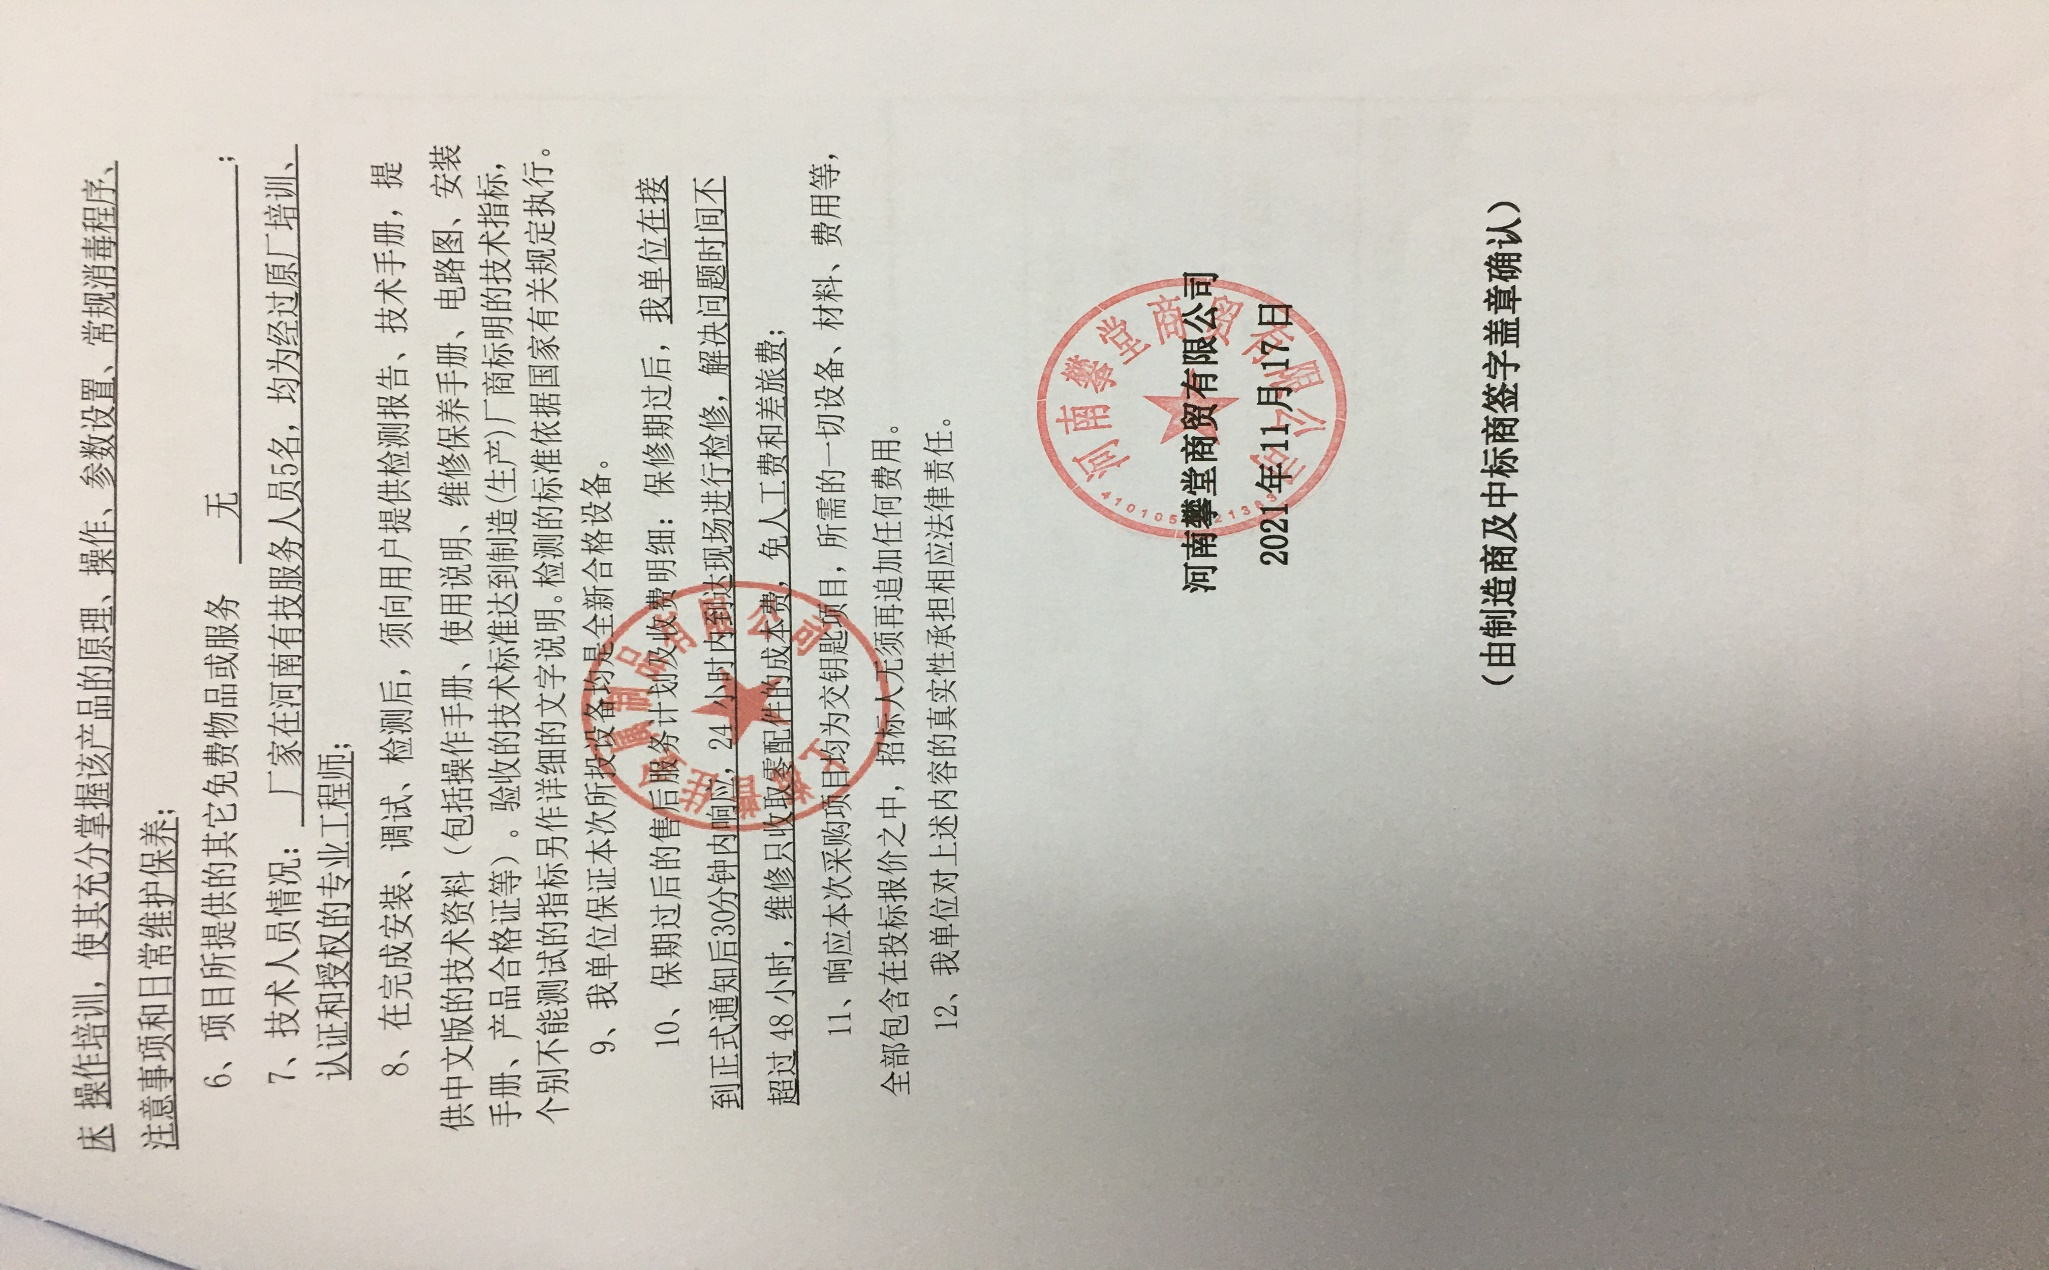 床 操作培训，使其充分掌握该产品的原理、操作、参数设置、常规消毒程序、
注意事项和日常维护保养；
6、项目所提供的其它免费物品或服务 无 ；
7、技术人员情况： 厂家在河南有技服务人员5名，均为经过原厂培训、
认证和授权的专业工程师；
8、在完成安装、调试、检测后，须向用户提供检测报告、技术手册，提
供中文版的技术资料（包括操作手册、使用说明、维修保养手册、电路图、安装
手册、产品合格证等）。验收的技术标准达到制造(生产)厂商标明的技术指标，
个别不能测试的指标另作详细的文字说明。检测的标准依据国家有关规定执行。
9、我单位保证本次所投设备均是全新合格设备。
10、保期过后的售后服务计划及收费明细：保修期过后，我单位在接
到正式通知后30分钟内响应，24 小时内到达现场进行检修，解决问题时间不
超过 48 小时，维修只收取零配件的成本费，免人工费和差旅费；
11、响应本次采购项目均为交钥匙项目，所需的一切设备、材料、费用等，
全部包含在投标报价之中，招标人无须再追加任何费用。
12、我单位对上述内容的真实性承担相应法律责任。
河南攀堂商贸有限公司
2021年11月17日
河南攀堂商贸有限公司
（由制造商及中标商签字盖章确认）